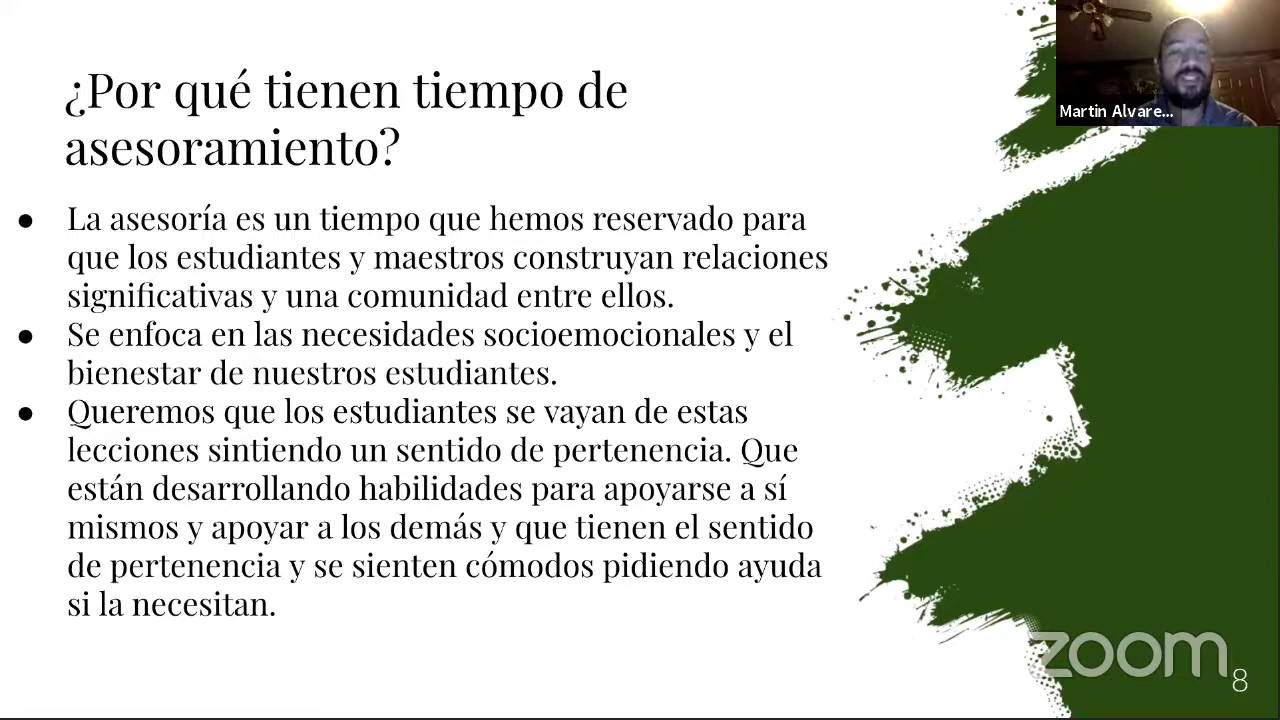 ¿Por qué tienen tiempo de
asesoramiento?
● La asesoría es un tiempo que hemos reservado para
que los estudiantes y maestros construyan relaciones
significativas y una comunidad entre ellos.
● Se enfoca en las necesidades socioemocionales y el
bienestar de nuestros estudiantes.
● Queremos que los estudiantes se vayan de estas
lecciones sintiendo un sentido de pertenencia. Que
están desarrollando habilidades para apoyarse a sí
mismos y apoyar a los demás y que tienen el sentido
de pertenencia y se sienten cómodos pidiendo ayuda
si la necesitan.
Martin Alvare...
zoom
8